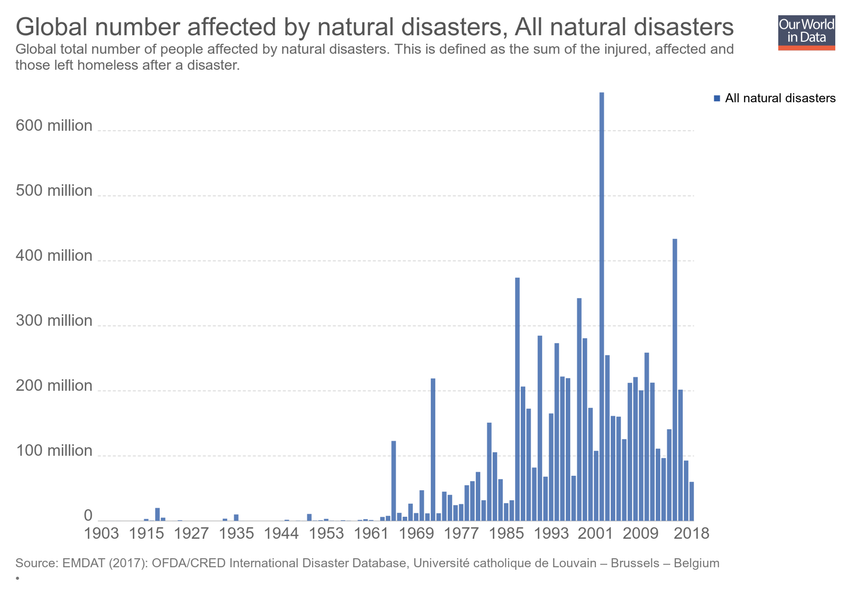 Global number affected by natural disasters, All natural disasters
Our World
in Data
Global total number of people affected by natural disasters. This is defined as the sum of the injured, affected and
those left homeless after a disaster.
All natural disasters
600 million
500 million
400 million
300 million
200 million
100 million
0
1903 1915 1927 1935 1944 1953 1961 1969 1977 1985 1993 2001 2009 2018
Source: EMDAT (2017): OFDA/CRED International Disaster Database, Université catholique de Louvain – Brussels – Belgium
•